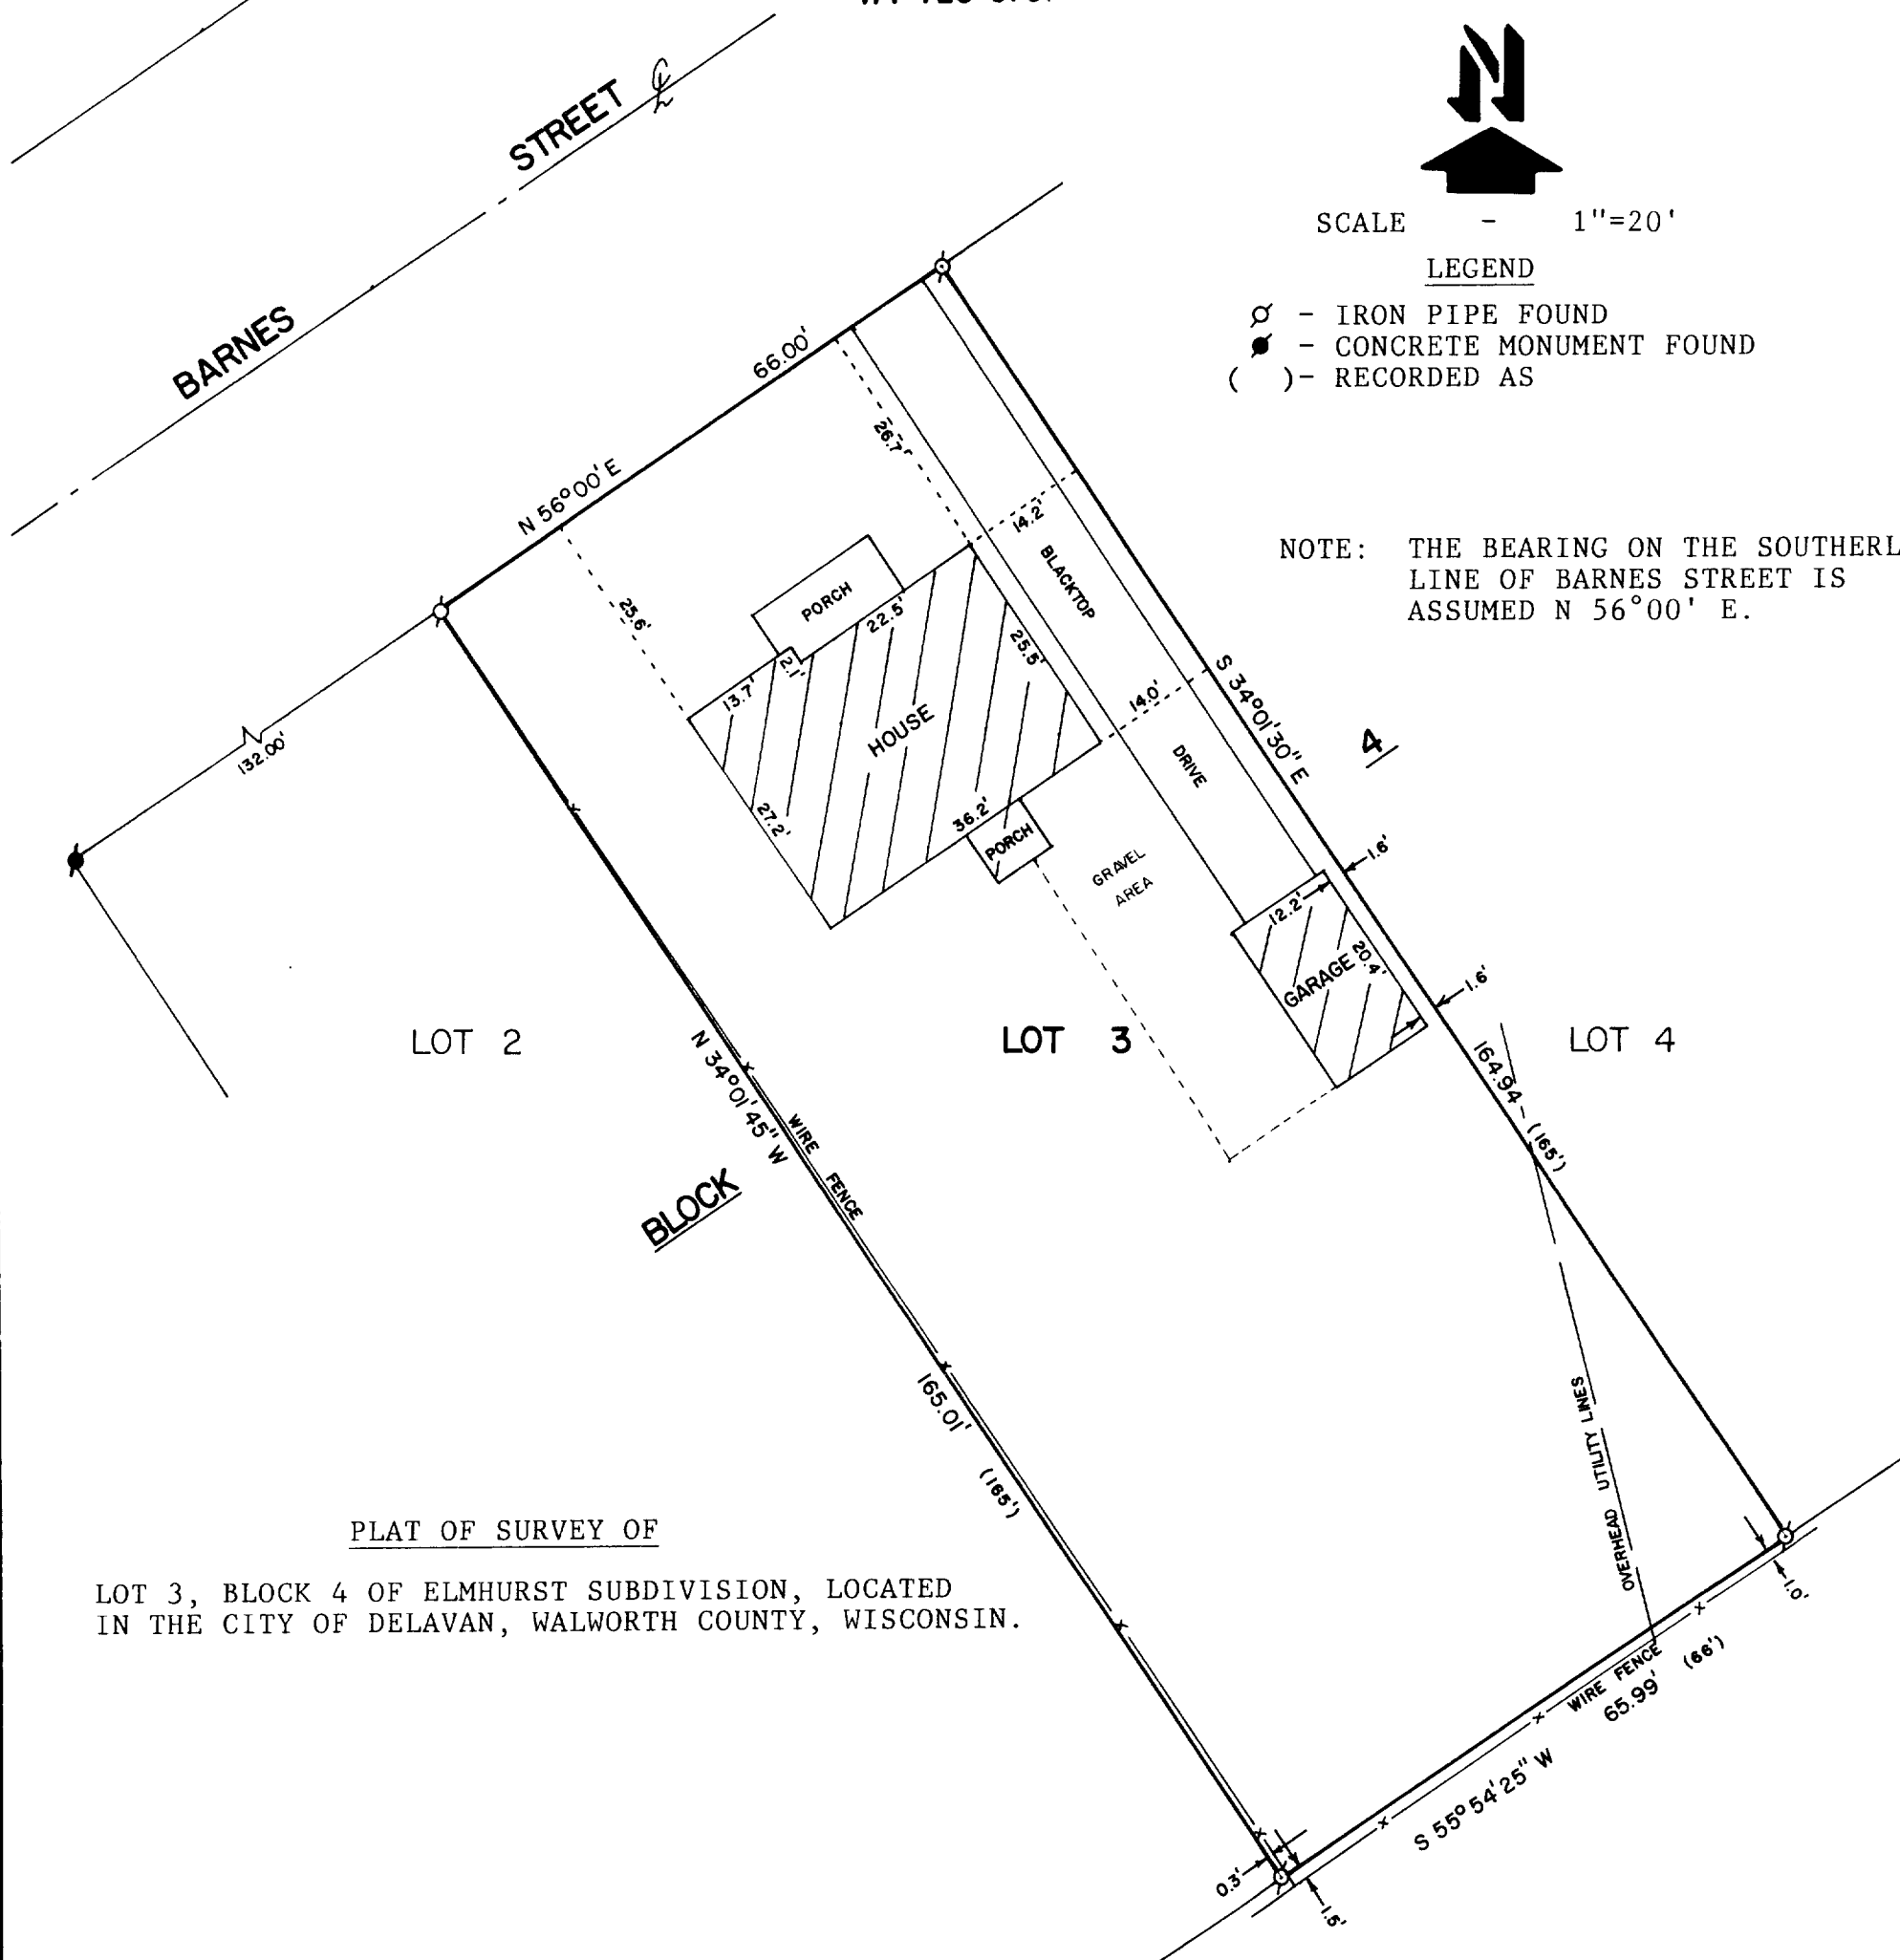 STREET
BARNES
N
SCALE - 1"=20'
LEGEND
- IRON PIPE FOUND
- CONCRETE MONUMENT FOUND
( )- RECORDED AS
NOTE: THE BEARING ON THE SOUTHERL
LINE OF BARNES STREET IS
ASSUMED N 56°00' E.
66.00'
N 56°00' E
132.00'
26.7'
25.6'
14.2'
BLACKTOP
DRIVE
PORCH
22.5'
2.1'
13.7'
25.5'
HOUSE
27.2'
36.2'
PORCH
14.0'
S 34°01'30" E
4
GRAVEL
AREA
1.6'
12.2'
GARAGE
20.4'
1.6'
LOT 2
LOT 3
LOT 4
164.94 (165')
N 34°01'45" W
WIRE FENCE
BLOCK
165.01'
(165')
OVERHEAD UTILITY LINES
1.0'
WIRE FENCE
65.99' (66')
S 55°54'25" W
0.3'
1.5'
PLAT OF SURVEY OF
LOT 3, BLOCK 4 OF ELMHURST SUBDIVISION, LOCATED
IN THE CITY OF DELAVAN, WALWORTH COUNTY, WISCONSIN.